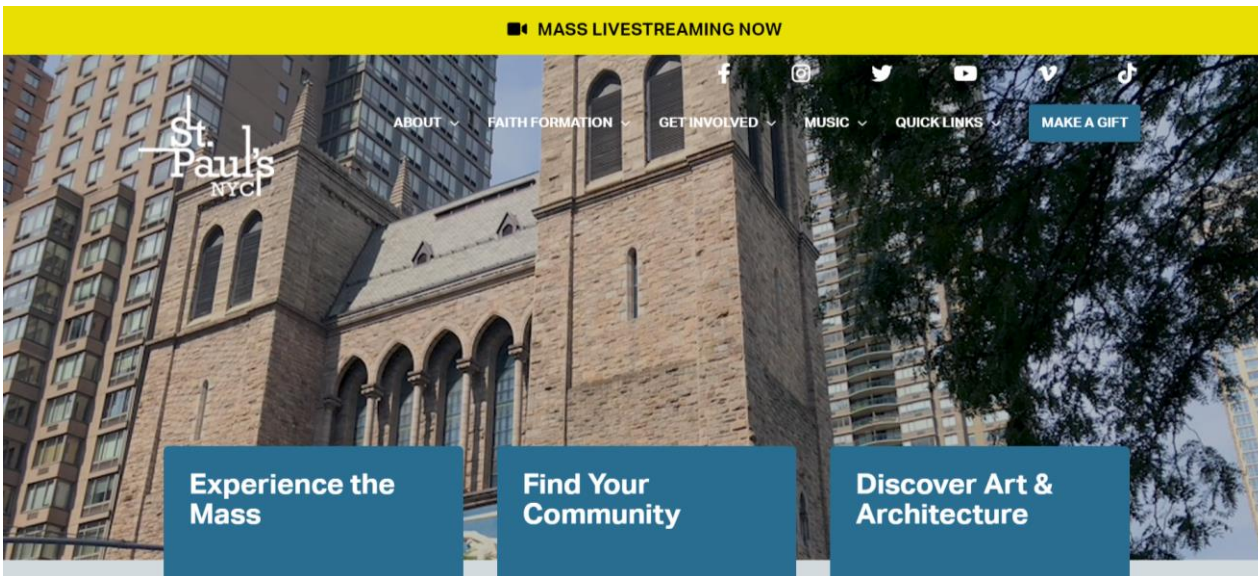 MASS LIVESTREAMING NOW
St.
Paul's
NYC
ABOUT
FAITH FORMATION
GET INVOLVED
MUSIC
QUICK LINKS
MAKE A GIFT
Experience the
Mass
Find Your
Community
Discover Art &
Architecture